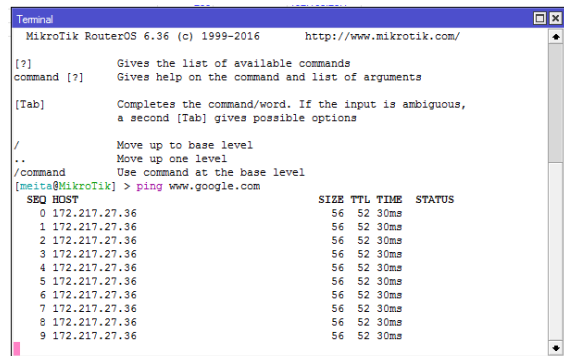 Terminal
MikroTik RouterOS 6.36 (c) 1999-2016       http://www.mikrotik.com/
[?]             Gives the list of available commands
command [?]     Gives help on the command and list of arguments
[Tab]           Completes the command/word. If the input is ambiguous,
                a second [Tab] gives possible options
/               Move up to base level
..              Move up one level
/command        Use command at the base level
[meita@MikroTik] > ping www.google.com
  SEQ HOST                                     SIZE TTL TIME  STATUS
    0 172.217.27.36                              56  52 30ms
    1 172.217.27.36                              56  52 30ms
    2 172.217.27.36                              56  52 30ms
    3 172.217.27.36                              56  52 30ms
    4 172.217.27.36                              56  52 30ms
    5 172.217.27.36                              56  52 30ms
    6 172.217.27.36                              56  52 30ms
    7 172.217.27.36                              56  52 30ms
    8 172.217.27.36                              56  52 30ms
    9 172.217.27.36                              56  52 30ms